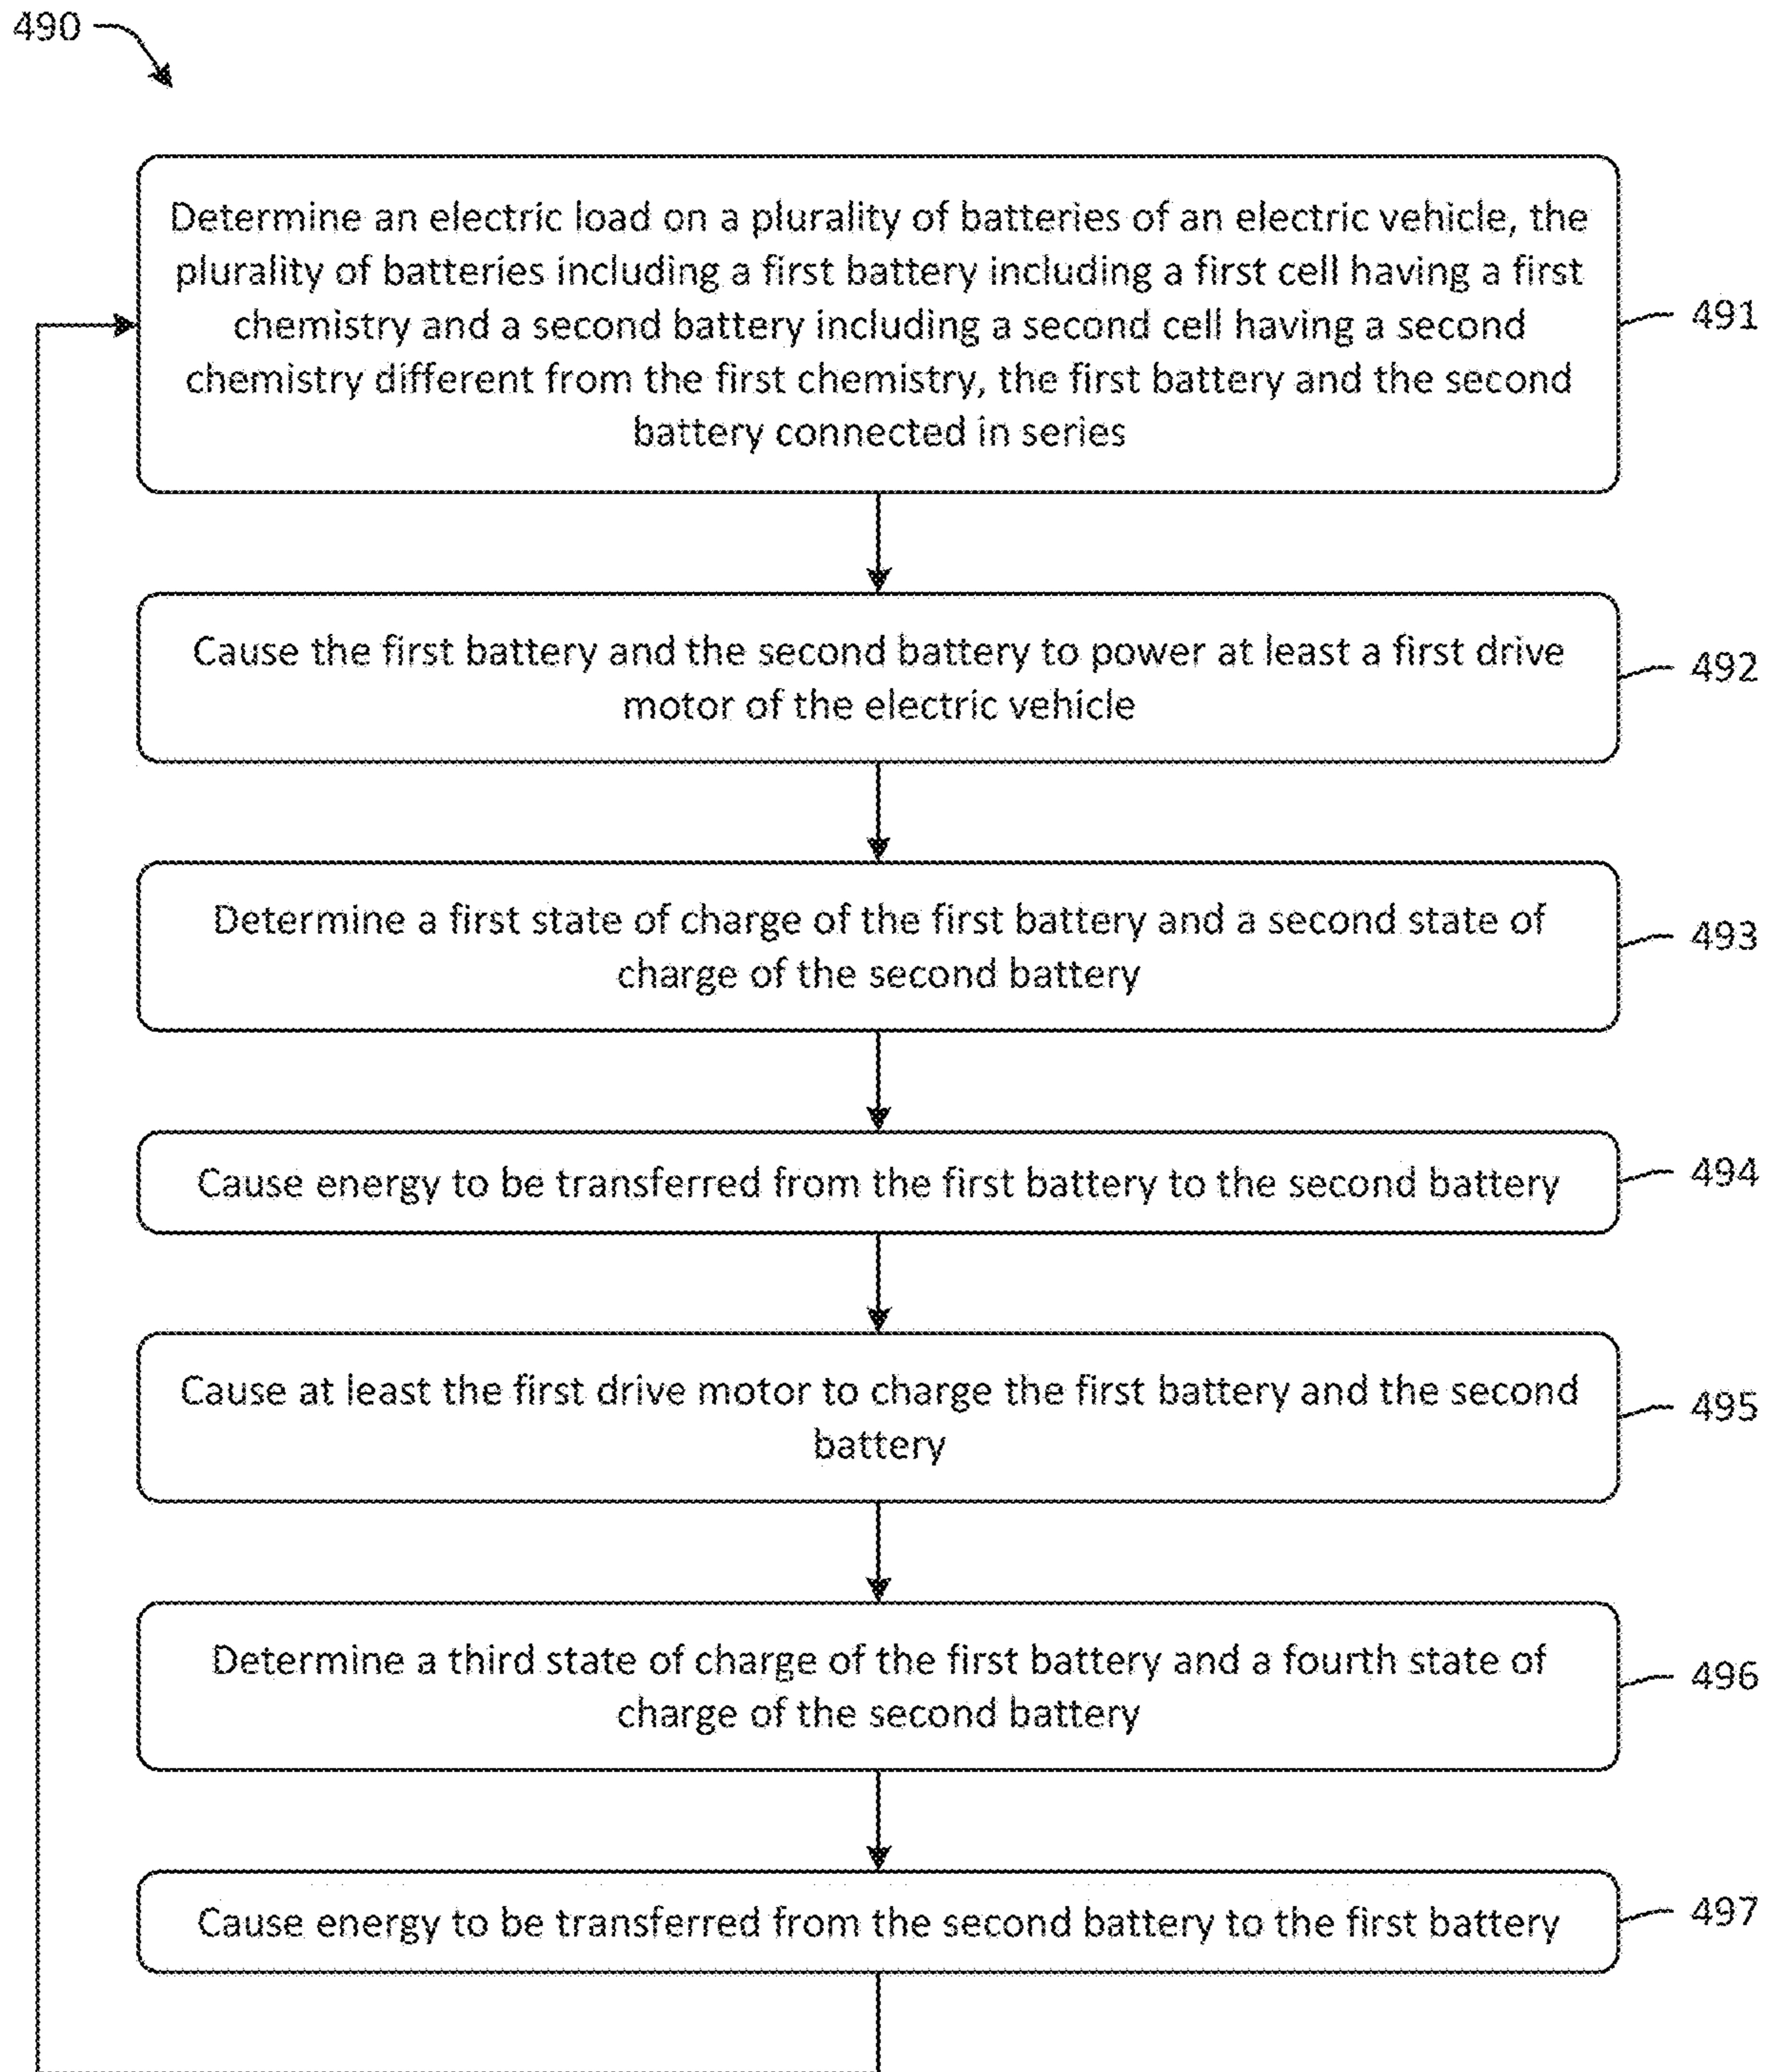 490
Determine an electric load on a plurality of batteries of an electric vehicle, the
plurality of batteries including a first battery including a first cell having a first
chemistry and a second battery including a second cell having a second
chemistry different from the first chemistry, the first battery and the second
battery connected in series
491
Cause the first battery and the second battery to power at least a first drive
motor of the electric vehicle
492
Determine a first state of charge of the first battery and a second state of
charge of the second battery
493
Cause energy to be transferred from the first battery to the second battery
494
Cause at least the first drive motor to charge the first battery and the second
battery
495
Determine a third state of charge of the first battery and a fourth state of
charge of the second battery
496
Cause energy to be transferred from the second battery to the first battery
497